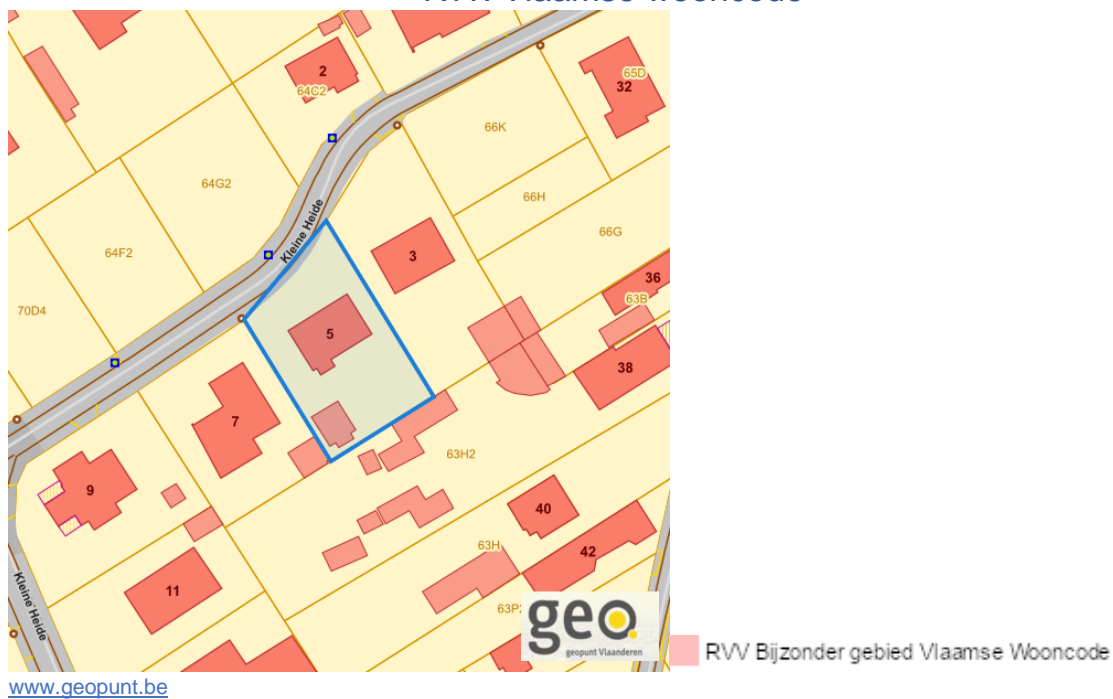 RVV Vlaamse Wooncode
2
64C2
65D
32
66K
64G2
66H
Kleine Heide
66G
64F2
3
36
63B
70D4
5
38
7
63H2
9
40
63H
42
Kleine Heide
11
63P2
geo.
geopunt Vlaanderen
RVV Bijzonder gebied Vlaamse Wooncode
www.geopunt.be